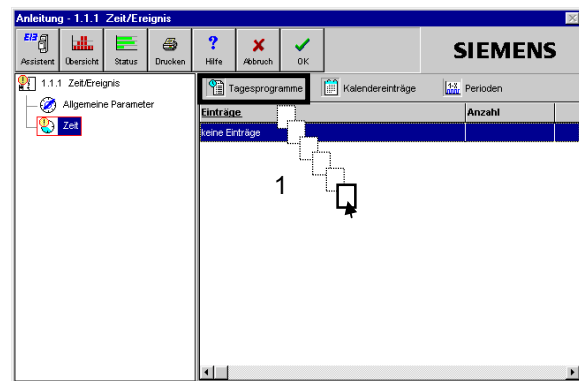 Anleitung - 1.1.1 Zeit/Ereignis
Assistent Übersicht Status Drucken Hilfe Abbruch OK
SIEMENS
1.1.1 Zeit/Ereignis
Allgemeine Parameter
Zeit
Tagesprogramme Kalendereinträge Perioden
Einträge Anzahl
keine Einträge
1